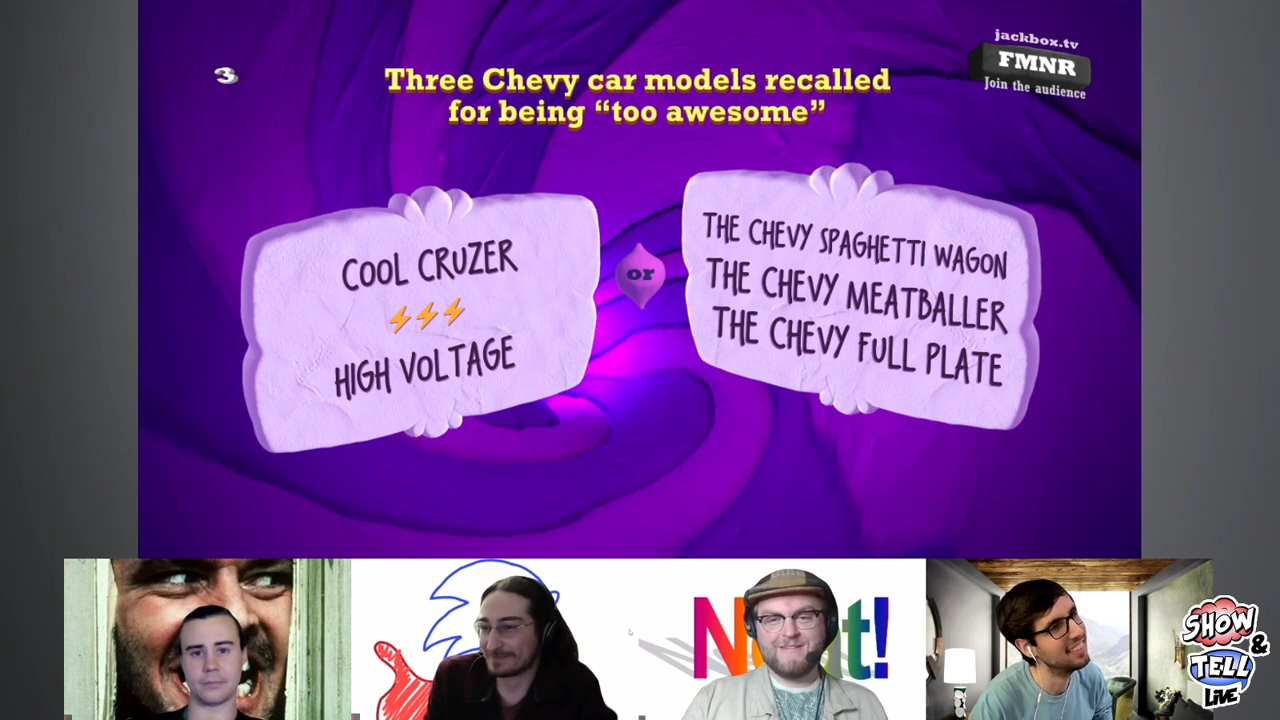 3
Three Chevy car models recalled
for being “too awesome”
jackbox.tv
FMNR
Join the audience
COOL CRUZER
⚡⚡⚡
HIGH VOLTAGE
or
THE CHEVY SPAGHETTI WAGON
THE CHEVY MEATBALLER
THE CHEVY FULL PLATE
SHOW
&
TELL
LIVE